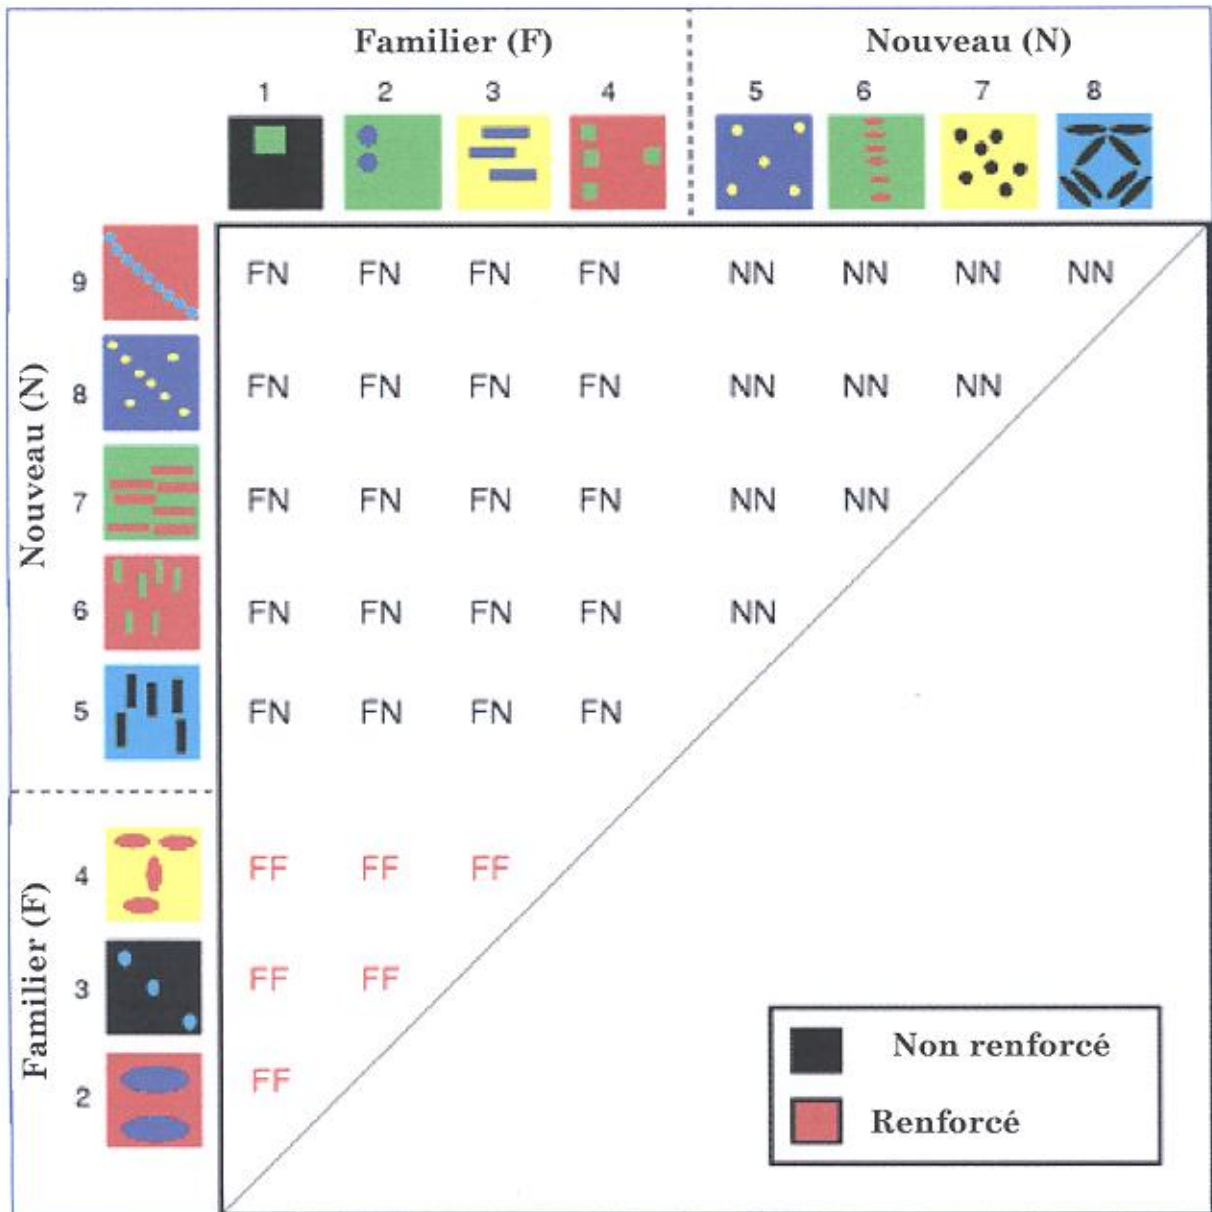 Familier (F) Nouveau (N)
1 2 3 4 5 6 7 8
Nouveau (N)
9 FN FN FN FN NN NN NN NN
8 FN FN FN FN NN NN NN
7 FN FN FN FN NN NN
6 FN FN FN FN NN
5 FN FN FN FN
Familier (F)
4 FF FF FF
3 FF FF
2 FF
Non renforcé
Renforcé